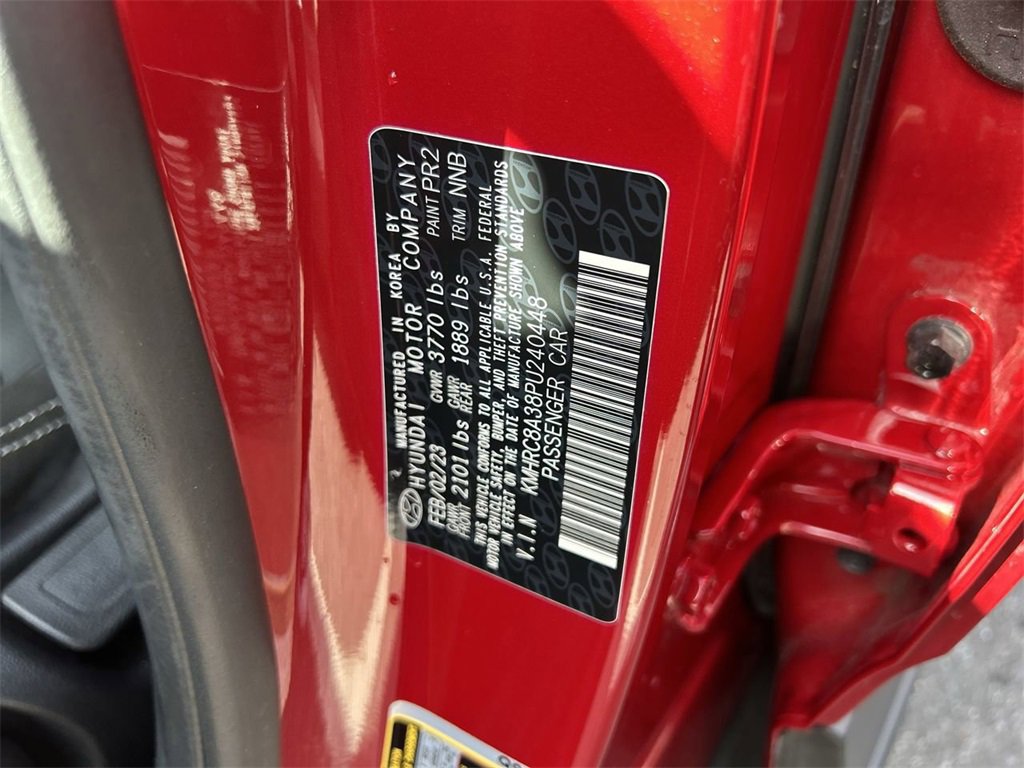 MANUFACTURED IN KOREA BY
HYUNDAI MOTOR COMPANY
FEB/02/23 GVWR 3770 lbs PAINT PR2
GAWR FRONT 2101 lbs GAWR REAR 1889 lbs TRIM NNB
THIS VEHICLE CONFORMS TO ALL APPLICABLE U.S.A. FEDERAL
MOTOR VEHICLE SAFETY, BUMPER, AND THEFT PREVENTION STANDARDS
IN EFFECT ON THE DATE OF MANUFACTURE SHOWN ABOVE
V.I.N KMHRC8A38PU240448
PASSENGER CAR